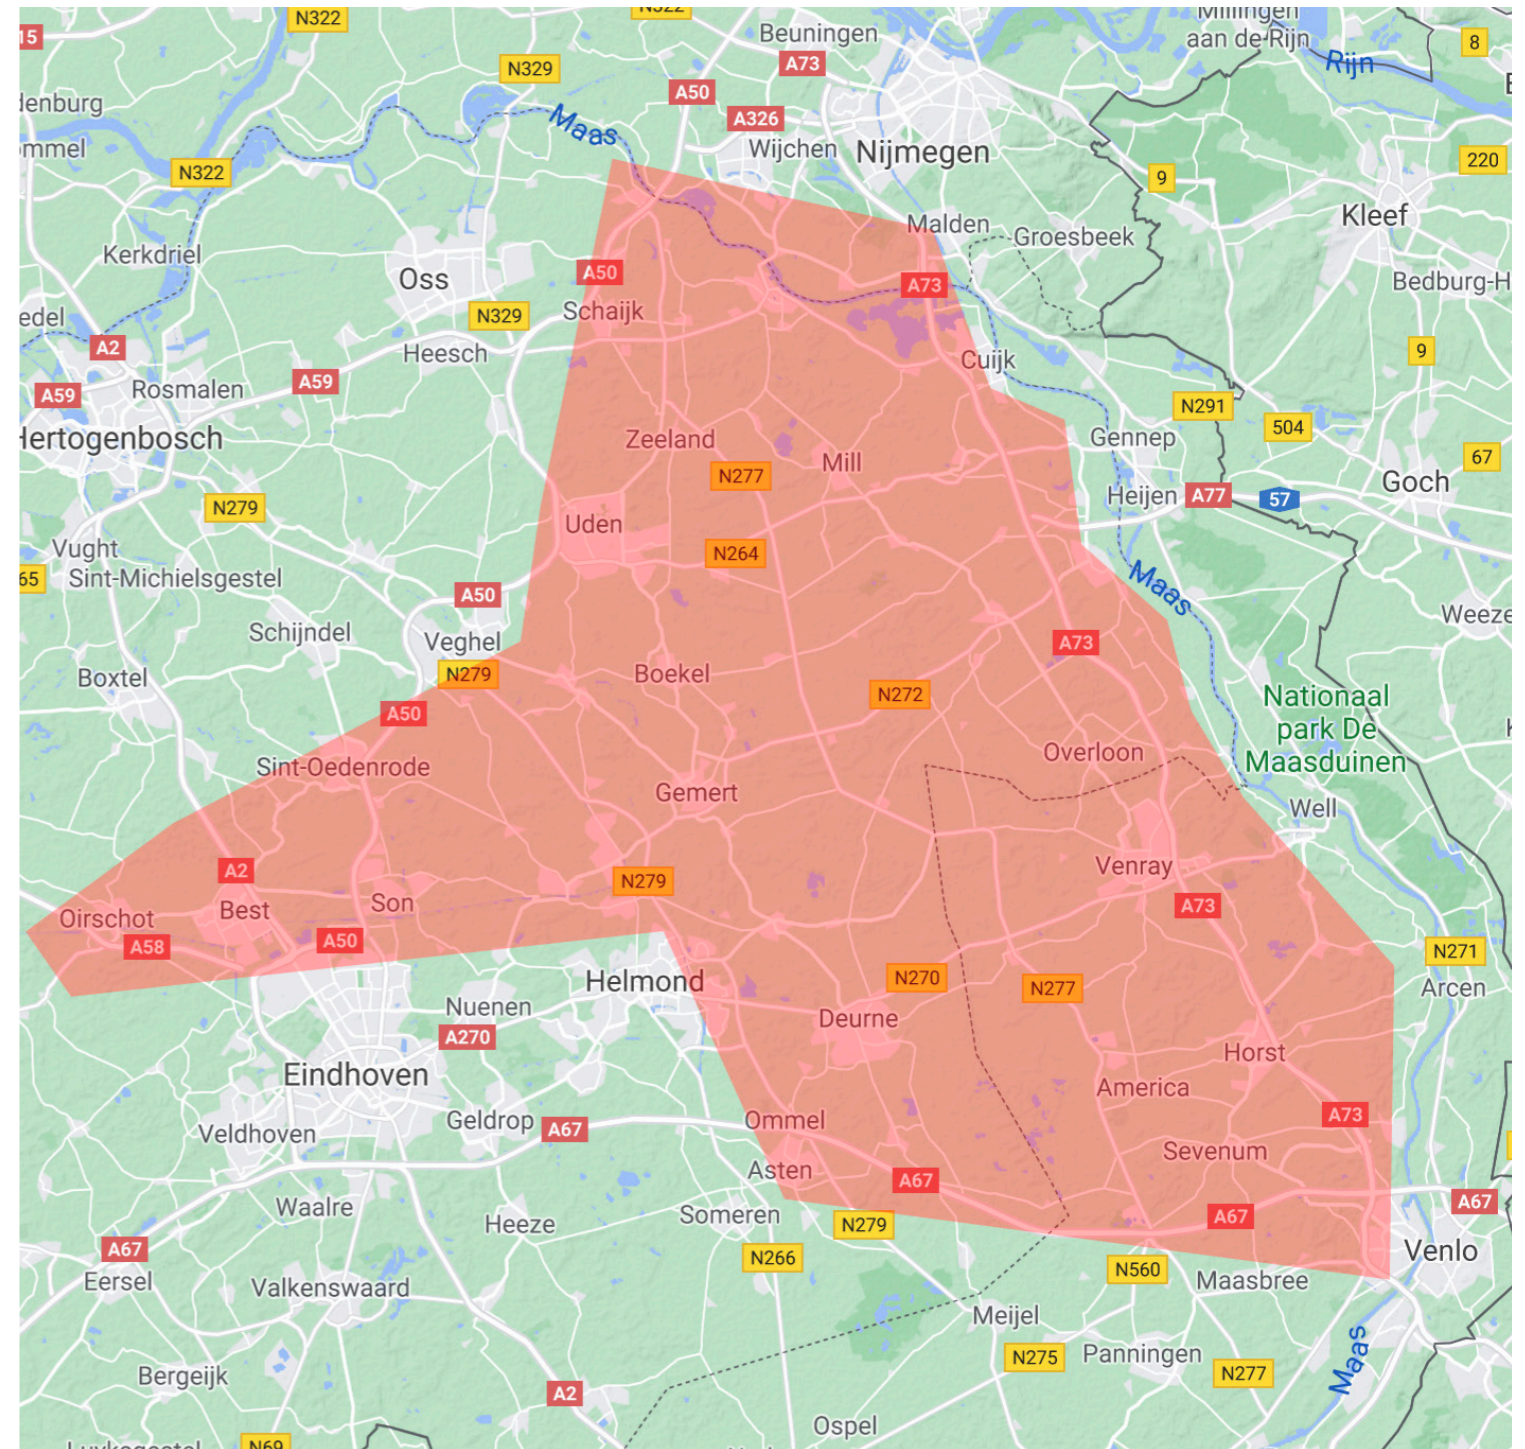 N322
N322
Millingen
aan de Rijn
15
Beuningen
8
A73
Rijn
N329
A50
denburg
A326
Maas
mmel
Wijchen
Nijmegen
220
N322
9
Kleef
Malden
Groesbeek
Kerkdriel
Oss
A50
A73
Bedburg-H
edel
N329
Schaijk
A2
Heesch
Cuijk
9
A59
A59
Rosmalen
N291
504
Hertogenbosch
Zeeland
Gennep
67
Mill
N277
Goch
Heijen
A77
57
N279
Uden
Vught
N264
65
Sint-Michielsgestel
Maas
A50
Weeze
Schijndel
Veghel
A73
Boxtel
N279
Boekel
N272
Nationaal
park De
Maasduinen
A50
Overloon
Sint-Oedenrode
Gemert
Well
A2
N279
Venray
Oirschot
Best
Son
A73
A58
A50
N271
Helmond
N270
N277
Arcen
Nuenen
Deurne
A270
Eindhoven
Horst
America
Geldrop
A67
Ommel
A73
Veldhoven
Sevenum
Asten
A67
Waalre
Someren
A67
A67
Heeze
N279
A67
N266
Venlo
Eersel
Valkenswaard
N560
Maasbree
Meijel
Maas
N275
Panningen
Bergeijk
N277
A2
Ospel
N69